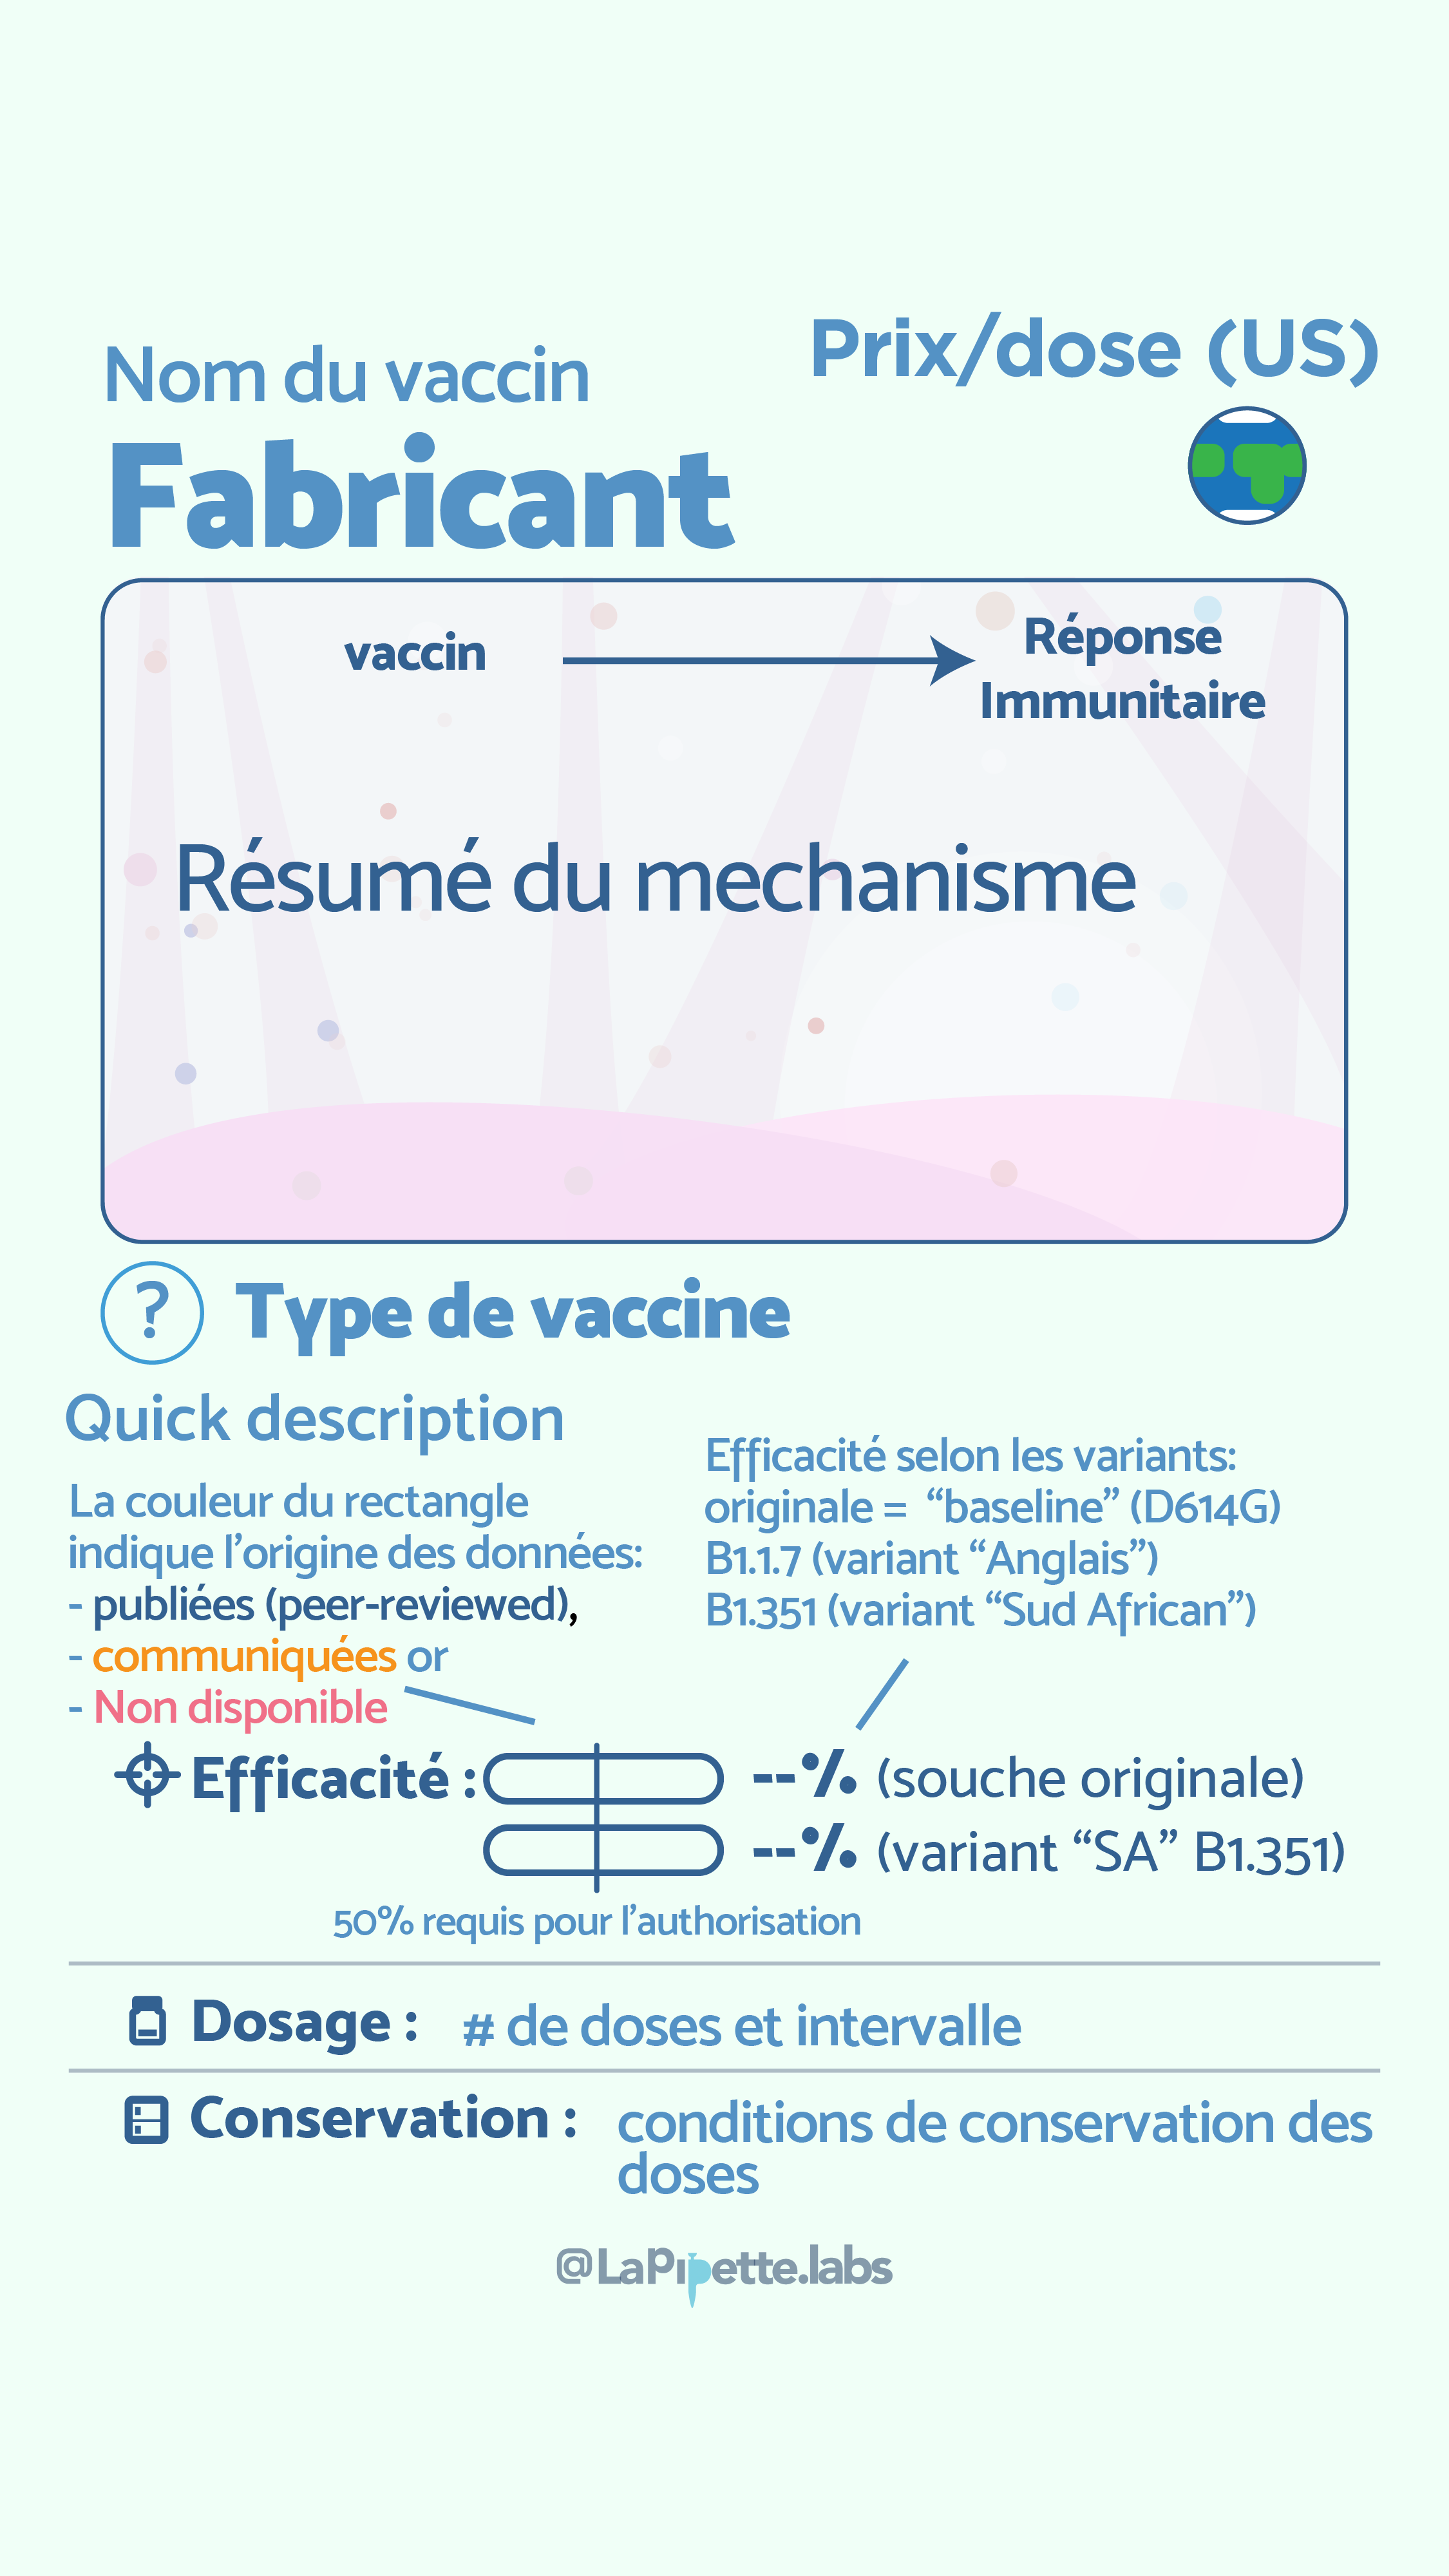 Nom du vaccin
Prix/dose (US)
Fabricant
vaccin
Réponse
Immunitaire
Résumé du mechanisme
? Type de vaccine
Quick description
La couleur du rectangle
indique l’origine des données:
- publiées (peer-reviewed),
- communiquées or
- Non disponible
Efficacité selon les variants:
originale = “baseline” (D614G)
B1.1.7 (variant “Anglais”)
B1.351 (variant “Sud African”)
Efficacité : --% (souche originale)
--% (variant “SA” B1.351)
50% requis pour l’authorisation
Dosage : # de doses et intervalle
Conservation : conditions de conservation des
doses
@LaPipette.labs